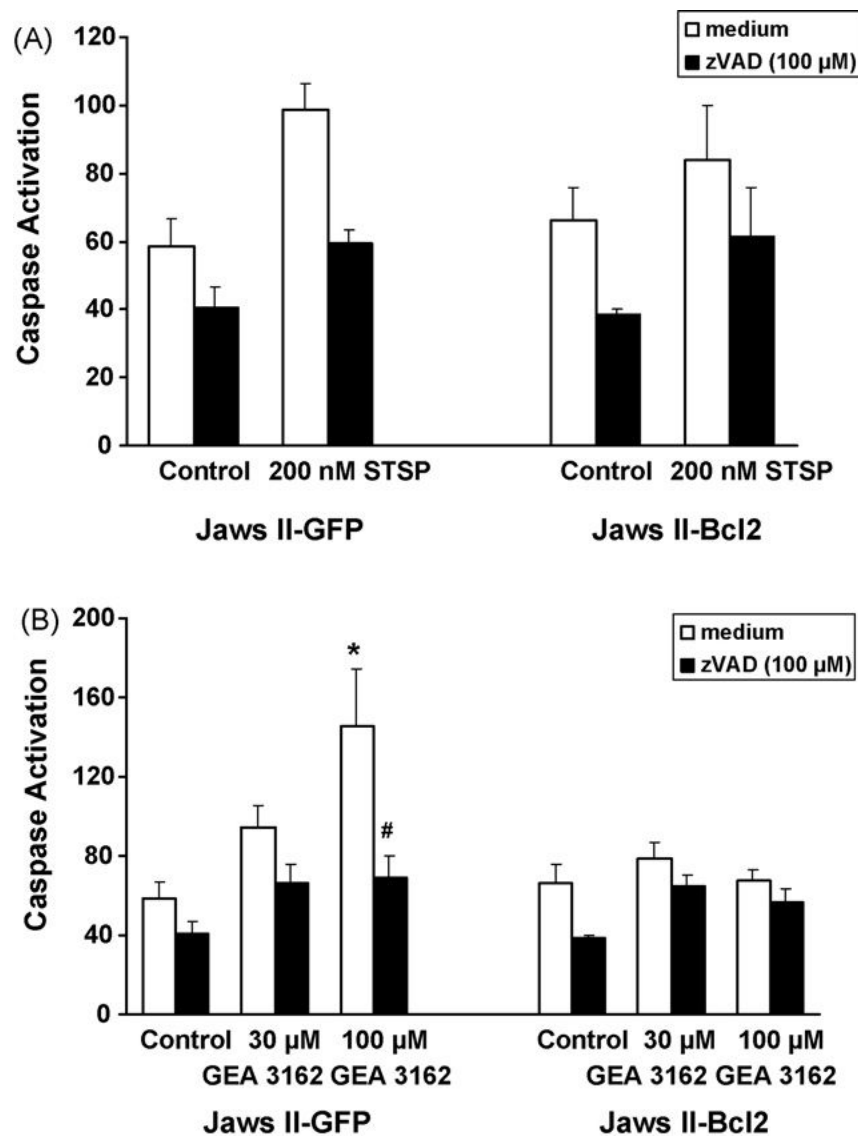 (A)
120
100
80
60
40
20
0
Caspase Activation
medium
zVAD (100 µM)
Control 200 nM STSP Control 200 nM STSP
Jaws II-GFP Jaws II-Bcl2
(B)
200
160
120
80
40
0
Caspase Activation
medium
zVAD (100 µM)
*
#
Control 30 µM 100 µM Control 30 µM 100 µM
GEA 3162 GEA 3162 GEA 3162 GEA 3162
Jaws II-GFP Jaws II-Bcl2